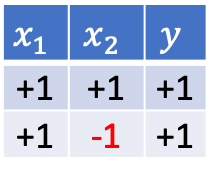 x₁ x₂ y
+1 +1 +1
+1 -1 +1